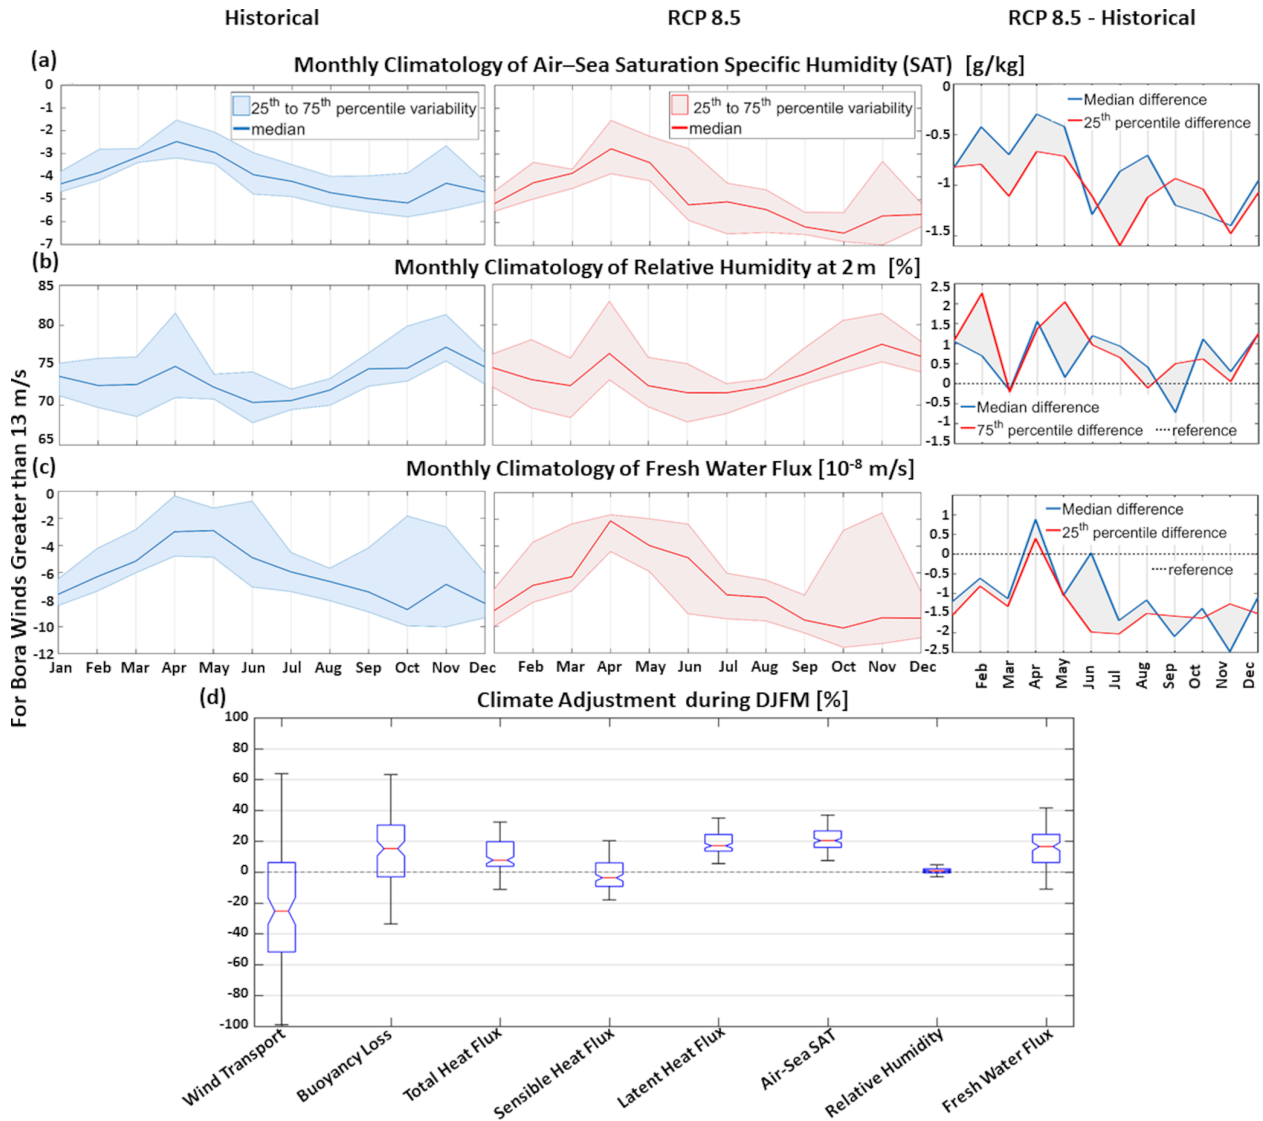 Historical
RCP 8.5
RCP 8.5 - Historical
(a)
Monthly Climatology of Air–Sea Saturation Specific Humidity (SAT) [g/kg]
0
-1
-2
-3
-4
-5
-6
-7
25th to 75th percentile variability
median
0
-1
-2
-3
-4
-5
-6
-7
25th to 75th percentile variability
median
0
-0.5
-1
-1.5
Median difference
25th percentile difference
(b)
Monthly Climatology of Relative Humidity at 2 m [%]
85
80
75
70
65
2.5
2
1.5
1
0.5
0
-0.5
-1
-1.5
Median difference
75th percentile difference
reference
(c)
Monthly Climatology of Fresh Water Flux [10-8 m/s]
0
-2
-4
-6
-8
-10
-12
Jan Feb Mar Apr May Jun Jul Aug Sep Oct Nov Dec
Feb Mar Apr May Jun Jul Aug Sep Oct Nov Dec
1
0.5
0
-0.5
-1
-1.5
-2
-2.5
Median difference
25th percentile difference
reference
Feb Mar Apr May Jun Jul Aug Sep Oct Nov Dec
For Bora Winds Greater than 13 m/s
(d)
Climate Adjustment during DJFM [%]
100
80
60
40
20
0
-20
-40
-60
-80
-100
Wind Transport
Buoyancy Loss
Total Heat Flux
Sensible Heat Flux
Latent Heat Flux
Air-Sea SAT
Relative Humidity
Fresh Water Flux